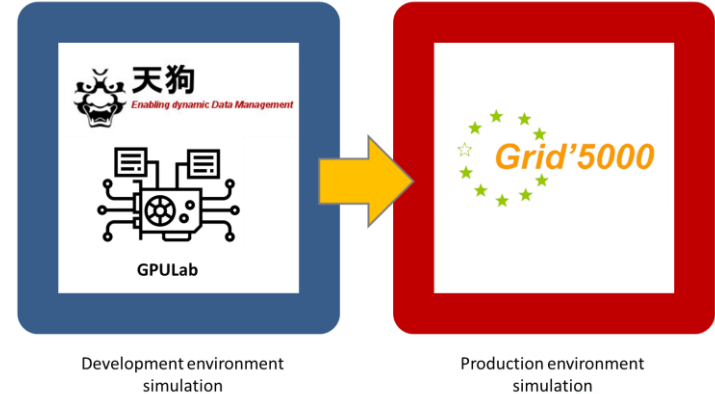 天狗
Enabling dynamic Data Management
GPULab
Grid'5000
Development environment
simulation
Production environment
simulation